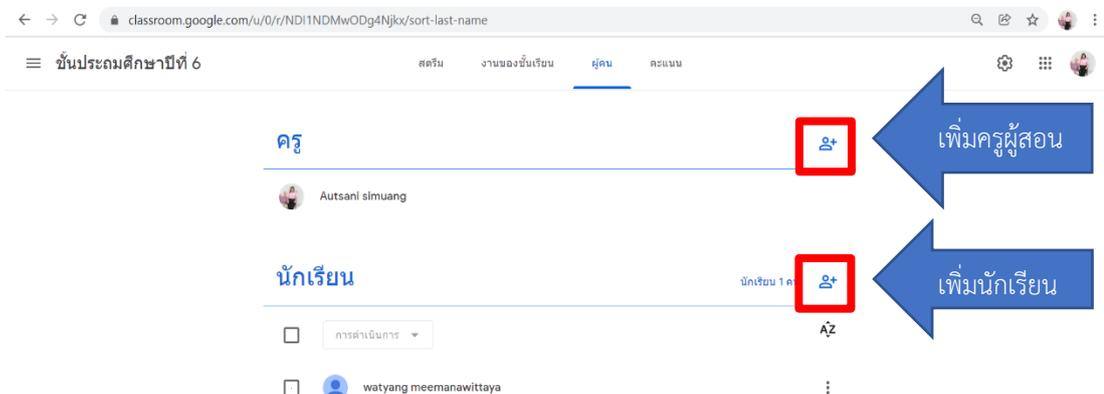 classroom.google.com/u/0/r/NDI1NDMwODg4Njkx/sort-last-name
ชั้นประถมศึกษาปีที่ 6
สตรีม งานของชั้นเรียน ผู้คน คะแนน
ครู
เพิ่มครูผู้สอน
Autsani simuang
นักเรียน
นักเรียน 1
เพิ่มนักเรียน
การดำเนินการ
AZ
watyang meemanawittaya